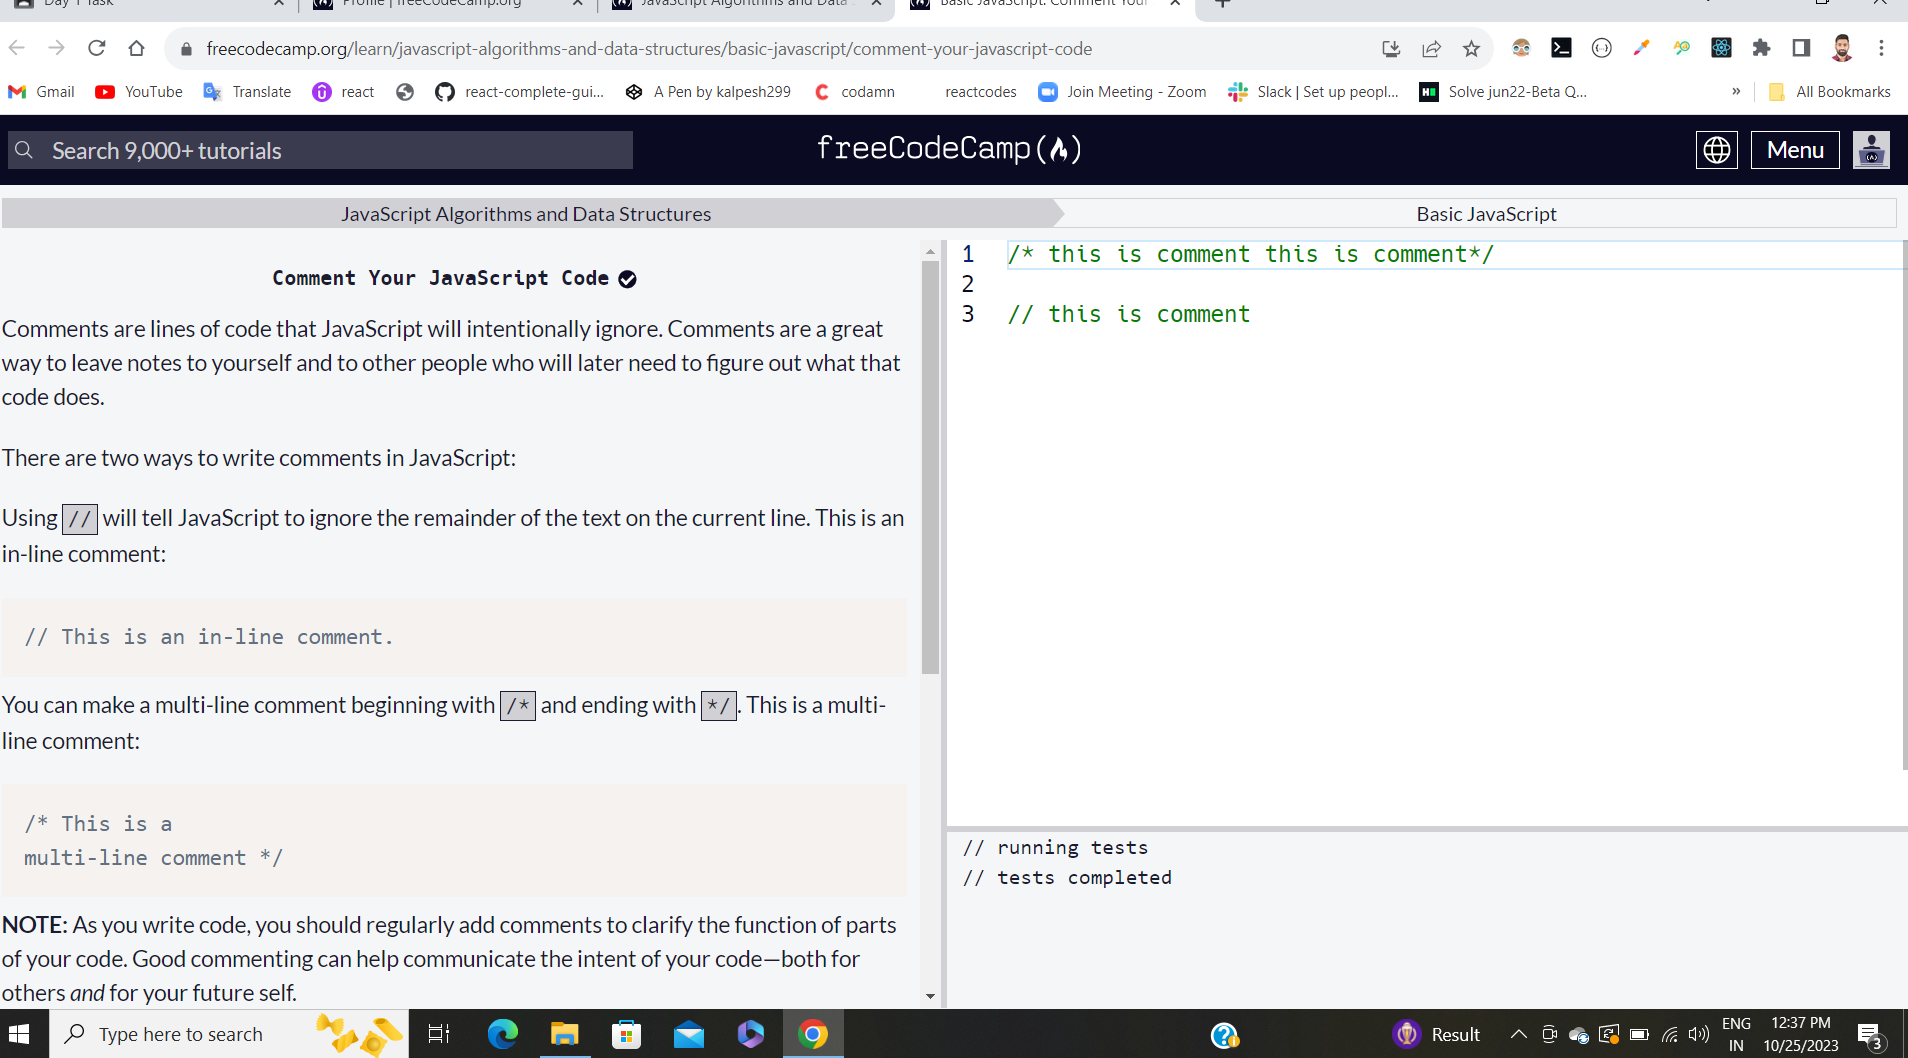 Day 1 Task
Profile | freeCodeCamp.org
JavaScript Algorithms and Data
Basic JavaScript: Comment Your
freecodecamp.org/learn/javascript-algorithms-and-data-structures/basic-javascript/comment-your-javascript-code
Gmail YouTube Translate react react-complete-gui... A Pen by kalpesh299 codamn reactcodes Join Meeting - Zoom Slack | Set up peopl... Solve jun22-Beta Q... » All Bookmarks
Search 9,000+ tutorials
freeCodeCamp
Menu
JavaScript Algorithms and Data Structures
Basic JavaScript
Comment Your JavaScript Code
Comments are lines of code that JavaScript will intentionally ignore. Comments are a great
way to leave notes to yourself and to other people who will later need to figure out what that
code does.
There are two ways to write comments in JavaScript:
Using // will tell JavaScript to ignore the remainder of the text on the current line. This is an
in-line comment:
// This is an in-line comment.
You can make a multi-line comment beginning with /* and ending with */. This is a multi-
line comment:
/* This is a
multi-line comment */
NOTE: As you write code, you should regularly add comments to clarify the function of parts
of your code. Good commenting can help communicate the intent of your code—both for
others and for your future self.
1 /* this is comment this is comment*/
2
3 // this is comment
// running tests
// tests completed
Type here to search
Result
ENG
IN
12:37 PM
10/25/2023
3